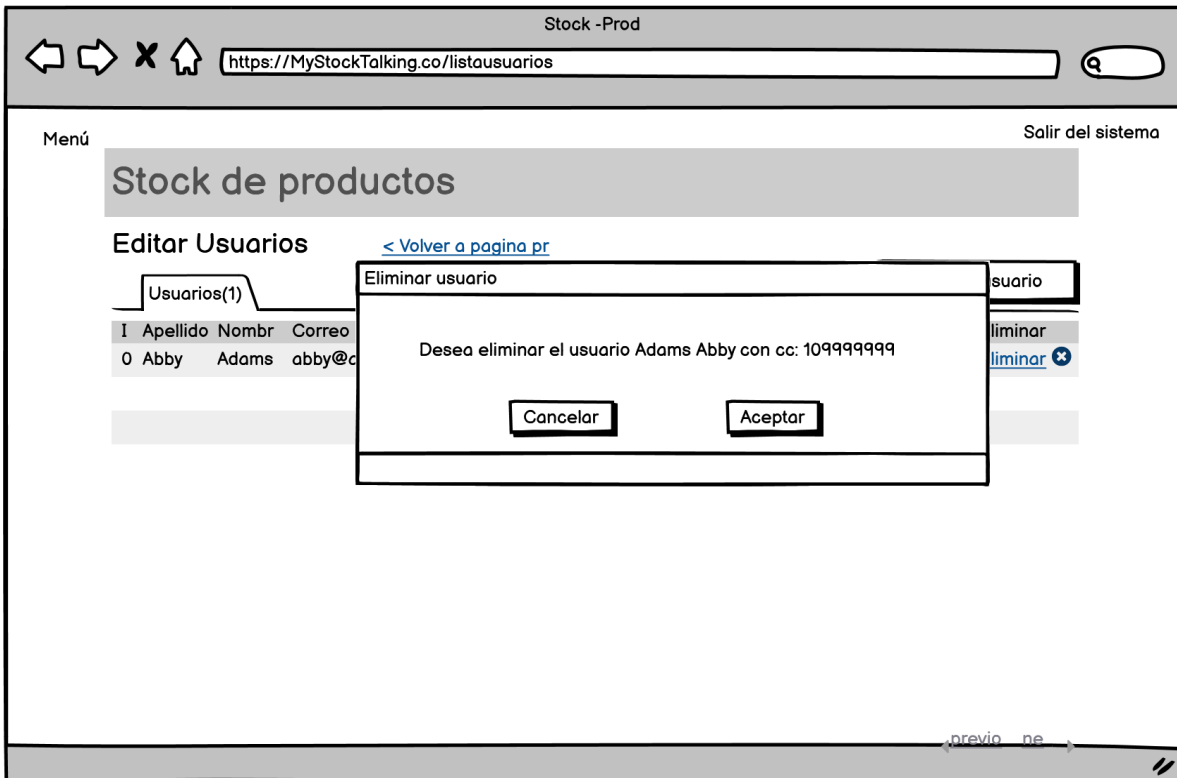 Stock -Prod
https://MyStockTalking.co/listausuarios
Menú
Salir del sistema
Stock de productos
Editar Usuarios
< Volver a pagina pr
Eliminar usuario
suario
Usuarios(1)
I Apellido Nombr Correo
liminar
0 Abby Adams abby@
liminar
Desea eliminar el usuario Adams Abby con cc: 109999999
Cancelar Aceptar
previo ne